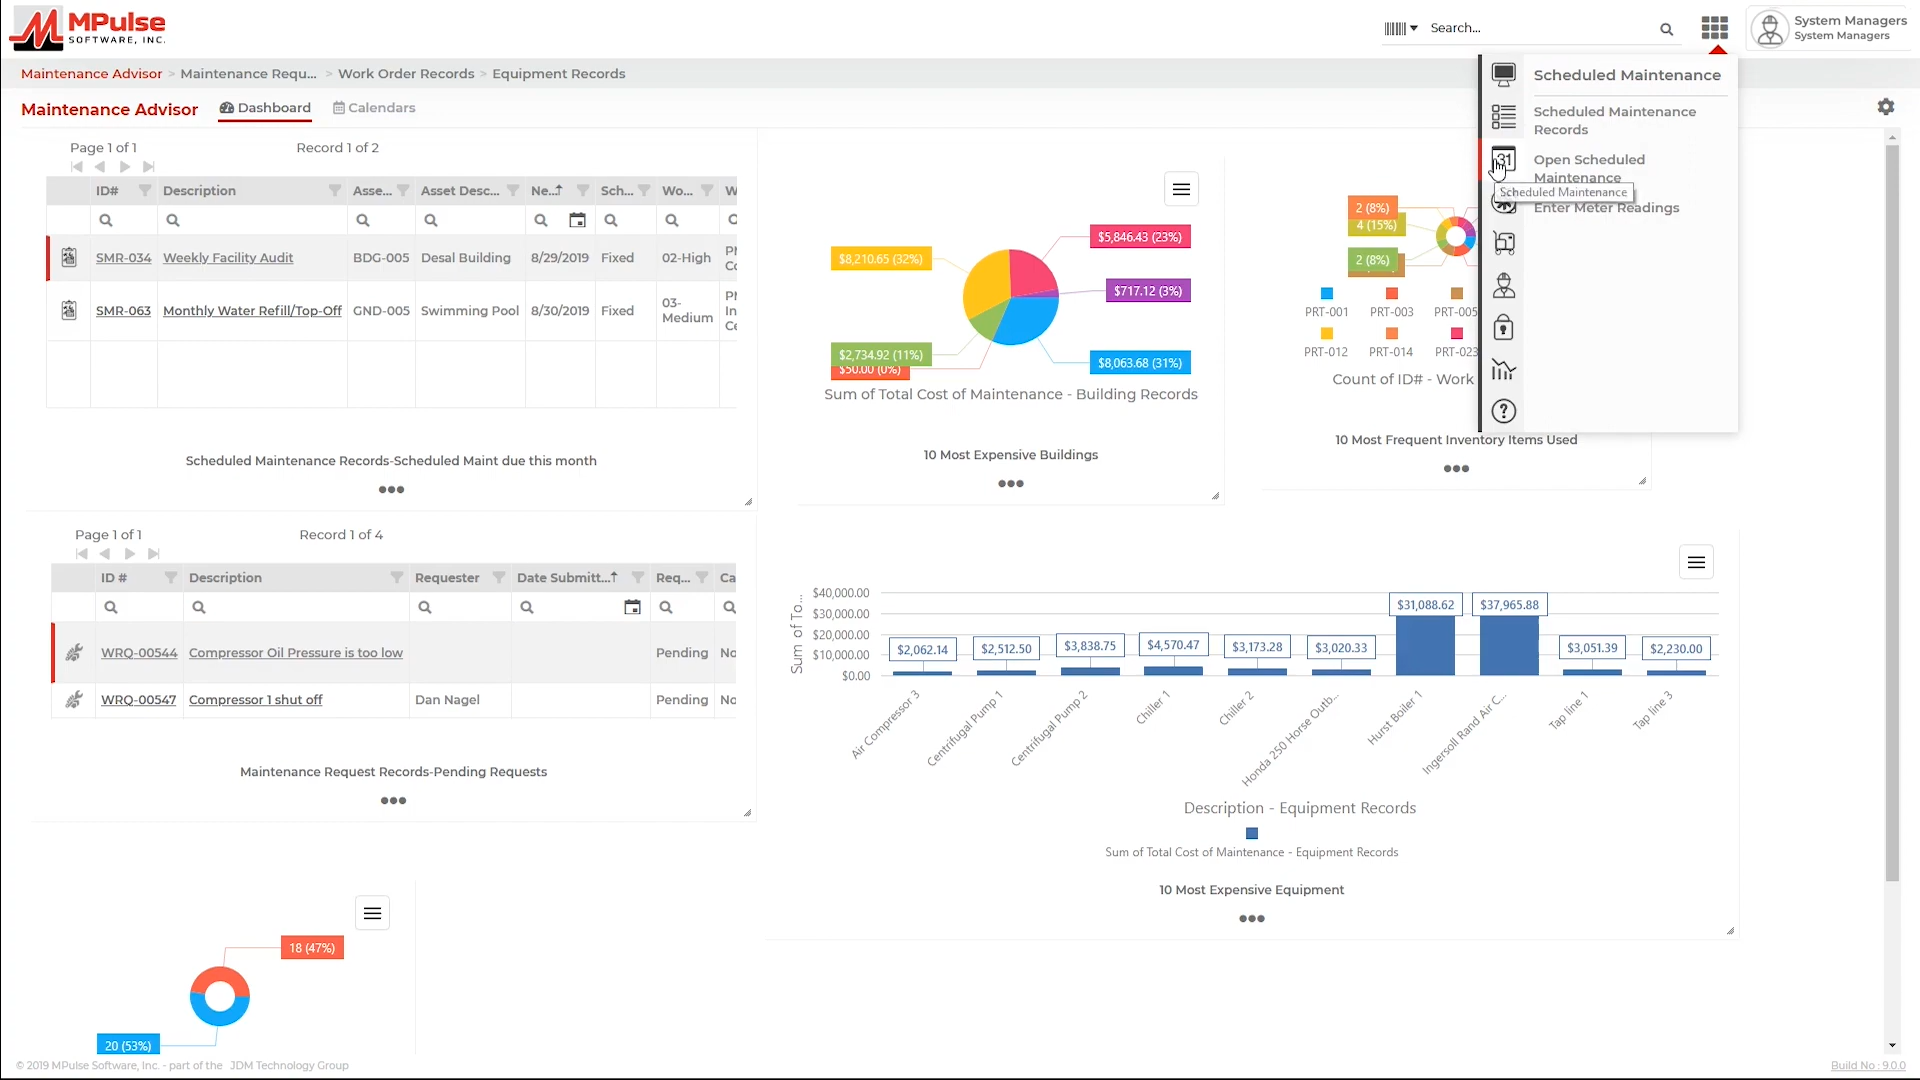 MPulse
SOFTWARE, INC.
Search...
System Managers
System Managers
Maintenance Advisor > Maintenance Requ... > Work Order Records > Equipment Records
Maintenance Advisor
Dashboard
Calendars
Scheduled Maintenance
Scheduled Maintenance
Records
31
Open Scheduled
Maintenance
Scheduled Maintenance
Enter Meter Readings
Page 1 of 1
Record 1 of 2
ID# Description Asse... Asset Desc... Ne... Sch... Wo... W
SMR-034 Weekly Facility Audit BDG-005 Desal Building 8/29/2019 Fixed 02-High
SMR-063 Monthly Water Refill/Top-Off GND-005 Swimming Pool 8/30/2019 Fixed 03-
Medium
Scheduled Maintenance Records-Scheduled Maint due this month
$5,846.43 (23%)
$8,210.65 (32%)
$717.12 (3%)
$2,734.92 (11%)
$50.00 (0%)
$8,063.68 (31%)
Sum of Total Cost of Maintenance - Building Records
10 Most Expensive Buildings
2 (8%)
4 (15%)
2 (8%)
PRT-001 PRT-003 PRT-005
PRT-012 PRT-014 PRT-023
Count of ID# - Work
10 Most Frequent Inventory Items Used
Page 1 of 1
Record 1 of 4
ID # Description Requester Date Submitt... Req... Ca
WRQ-00544 Compressor Oil Pressure is too low Pending No
WRQ-00547 Compressor 1 shut off Dan Nagel Pending No
Maintenance Request Records-Pending Requests
Sum of To...
$40,000.00
$30,000.00
$20,000.00
$10,000.00
$0.00
$2,062.14 $2,512.50 $3,838.75 $4,570.47 $3,173.28 $3,020.33 $31,088.62 $37,965.88 $3,051.39 $2,230.00
Air Compressor 3 Centrifugal Pump 1 Centrifugal Pump 2 Chiller 1 Chiller 2 Honda 250 Horse Outb... Hurst Boiler 1 Ingersoll Rand Air C... Tap line 1 Tap line 3
Description - Equipment Records
Sum of Total Cost of Maintenance - Equipment Records
10 Most Expensive Equipment
18 (47%)
20 (53%)
© 2019 MPulse Software, Inc. - part of the JDM Technology Group
Build No : 9.0.0